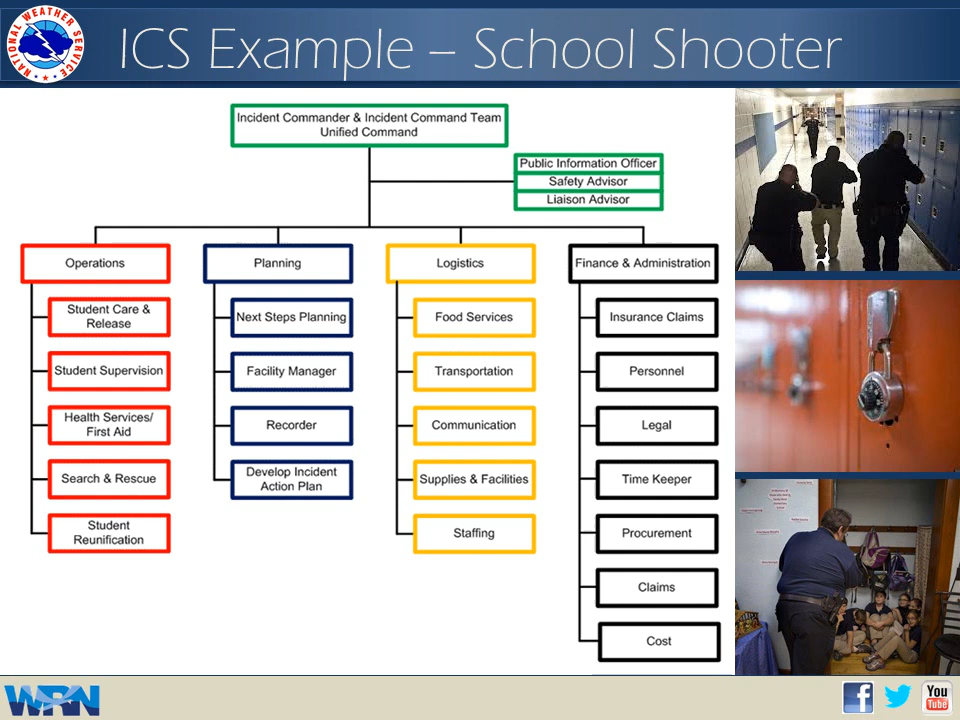 NATIONAL WEATHER SERVICE
ICS Example – School Shooter
Incident Commander & Incident Command Team
Unified Command
Public Information Officer
Safety Advisor
Liaison Advisor
Operations
Student Care &
Release
Student Supervision
Health Services/
First Aid
Search & Rescue
Student
Reunification
Planning
Next Steps Planning
Facility Manager
Recorder
Develop Incident
Action Plan
Logistics
Food Services
Transportation
Communication
Supplies & Facilities
Staffing
Finance & Administration
Insurance Claims
Personnel
Legal
Time Keeper
Procurement
Claims
Cost
WRN
f
You
Tube